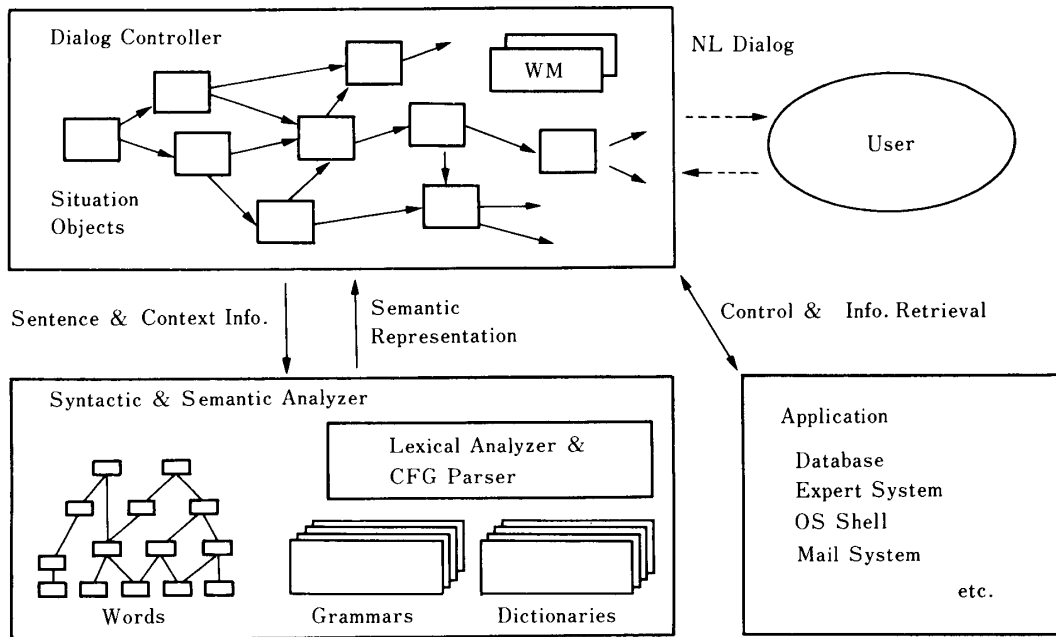 Dialog Controller
WM
NL Dialog
User
Situation
Objects
Sentence & Context Info.
Semantic
Representation
Control & Info. Retrieval
Syntactic & Semantic Analyzer
Lexical Analyzer &
CFG Parser
Words
Grammars
Dictionaries
Application
Database
Expert System
OS Shell
Mail System
etc.